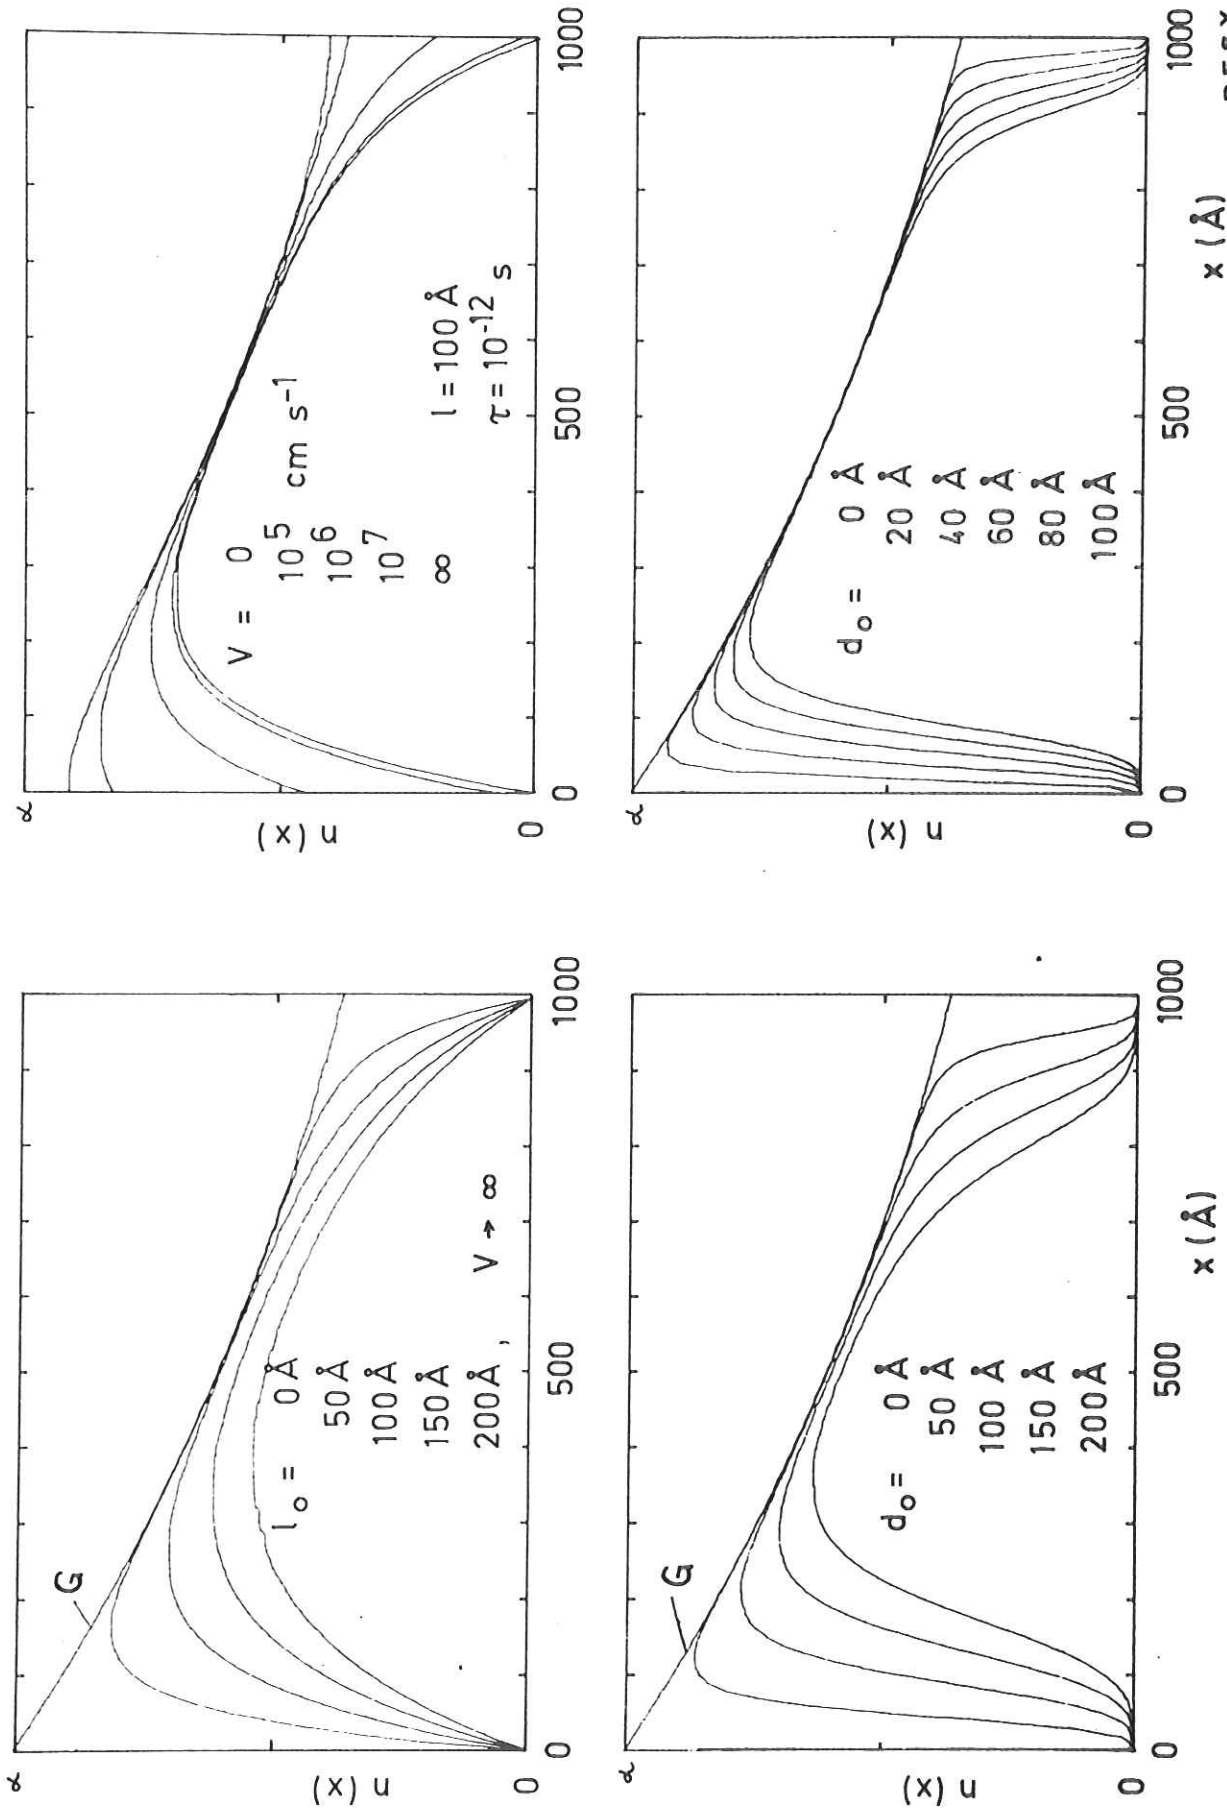 α
n (x)
0
G
l₀ = 0 Å
50 Å
100 Å
150 Å
200 Å , V → ∞
0
500
1000
α
n (x)
0
V = 0
10⁵ cm s⁻¹
10⁶
10⁷
∞
l = 100 Å
τ = 10⁻¹² s
0
500
1000
α
n (x)
0
G
d₀ = 0 Å
50 Å
100 Å
150 Å
200 Å
0
500
1000
x (Å)
α
n (x)
0
d₀ = 0 Å
20 Å
40 Å
60 Å
80 Å
100 Å
0
500
1000
x (Å)